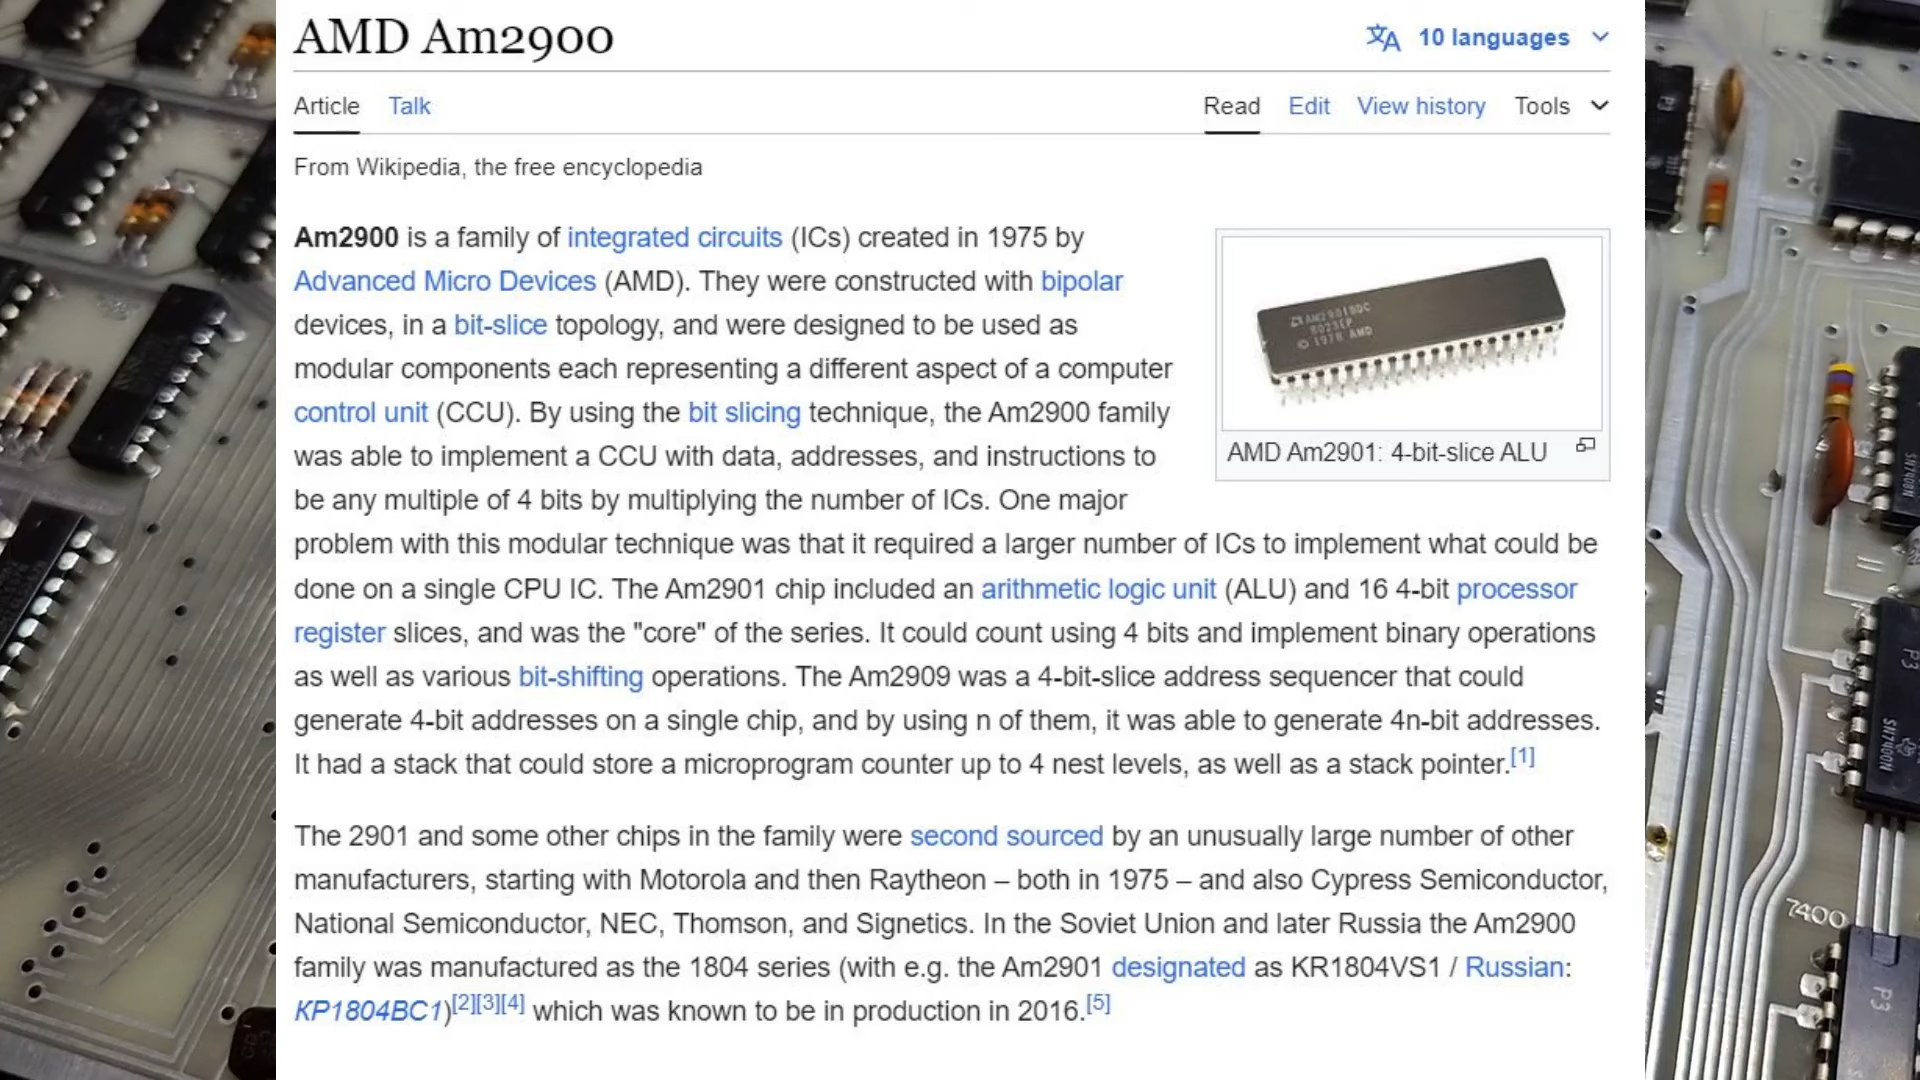 AMD Am2900
10 languages
Article Talk
Read Edit View history Tools
From Wikipedia, the free encyclopedia
Am2900 is a family of integrated circuits (ICs) created in 1975 by
Advanced Micro Devices (AMD). They were constructed with bipolar
devices, in a bit-slice topology, and were designed to be used as
modular components each representing a different aspect of a computer
control unit (CCU). By using the bit slicing technique, the Am2900 family
was able to implement a CCU with data, addresses, and instructions to
be any multiple of 4 bits by multiplying the number of ICs. One major
problem with this modular technique was that it required a larger number of ICs to implement what could be
done on a single CPU IC. The Am2901 chip included an arithmetic logic unit (ALU) and 16 4-bit processor
register slices, and was the "core" of the series. It could count using 4 bits and implement binary operations
as well as various bit-shifting operations. The Am2909 was a 4-bit-slice address sequencer that could
generate 4-bit addresses on a single chip, and by using n of them, it was able to generate 4n-bit addresses.
It had a stack that could store a microprogram counter up to 4 nest levels, as well as a stack pointer.[1]
AM2901BDC
8023EP
© 1978 AMD
AMD Am2901: 4-bit-slice ALU
The 2901 and some other chips in the family were second sourced by an unusually large number of other
manufacturers, starting with Motorola and then Raytheon – both in 1975 – and also Cypress Semiconductor,
National Semiconductor, NEC, Thomson, and Signetics. In the Soviet Union and later Russia the Am2900
family was manufactured as the 1804 series (with e.g. the Am2901 designated as KR1804VS1 / Russian:
КР1804ВС1)[2][3][4] which was known to be in production in 2016.[5]
P3
SN7400N
7400
P3